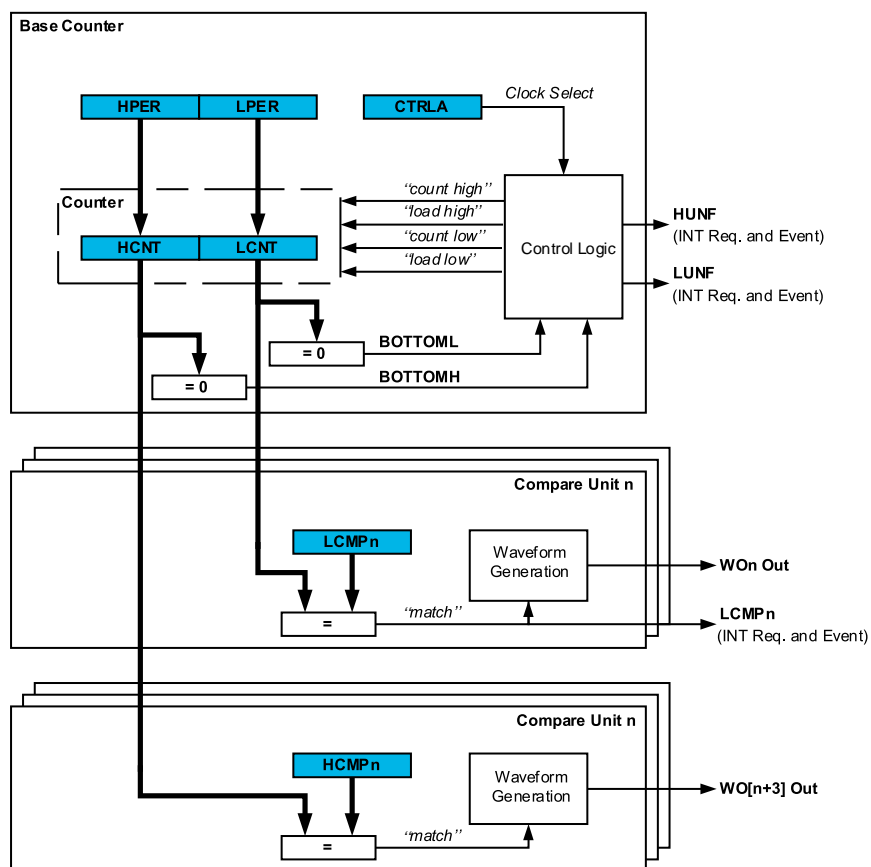 Base Counter
HPER LPER CTRLA
Clock Select
Counter
HCNT LCNT
"count high"
"load high"
"count low"
"load low"
Control Logic
HUNF
(INT Req. and Event)
LUNF
(INT Req. and Event)
= 0
BOTTOML
= 0
BOTTOMH
Compare Unit n
LCMPn
Waveform
Generation
WOn Out
=
"match"
LCMPn
(INT Req. and Event)
Compare Unit n
HCMPn
Waveform
Generation
WO[n+3] Out
=
"match"